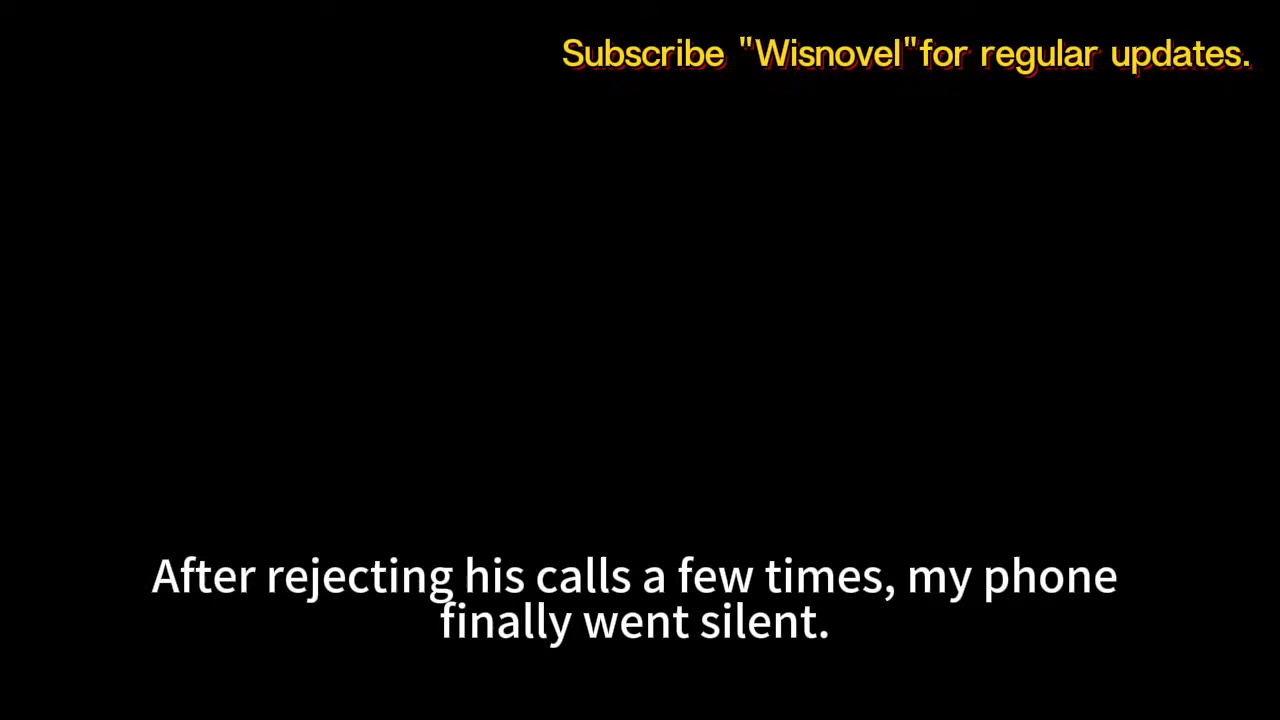 Subscribe "Wisnovel"for regular updates.
After rejecting his calls a few times, my phone
finally went silent.